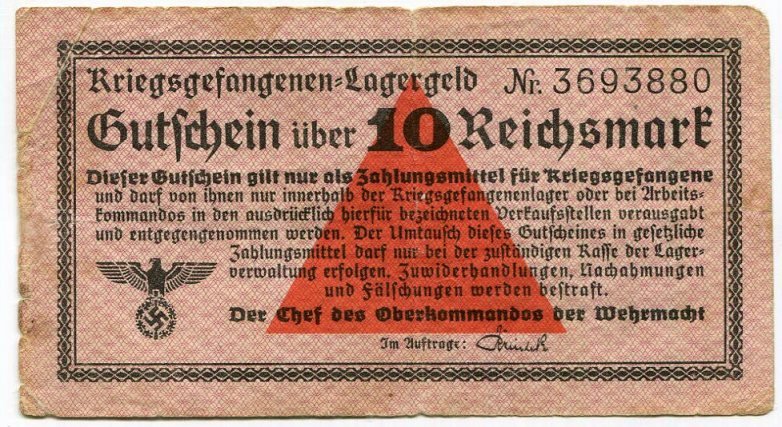 Kriegsgefangenen=Lagergeld Nr. 3693880
Gutschein über 10 Reichsmark
Dieser Gutschein gilt nur als Zahlungsmittel für Kriegsgefangene
und darf von ihnen nur innerhalb der Kriegsgefangenenlager oder bei Arbeits-
kommandos in den ausdrücklich hierfür bezeichneten Verkaufsstellen verausgabt
und entgegengenommen werden. Der Umtausch dieses Gutscheines in gesetzliche
Zahlungsmittel darf nur bei der zuständigen Kasse der Lager-
verwaltung erfolgen. Zuwiderhandlungen, Nachahmungen
und Fälschungen werden bestraft.
Der Chef des Oberkommandos der Wehrmacht
Im Auftrage: